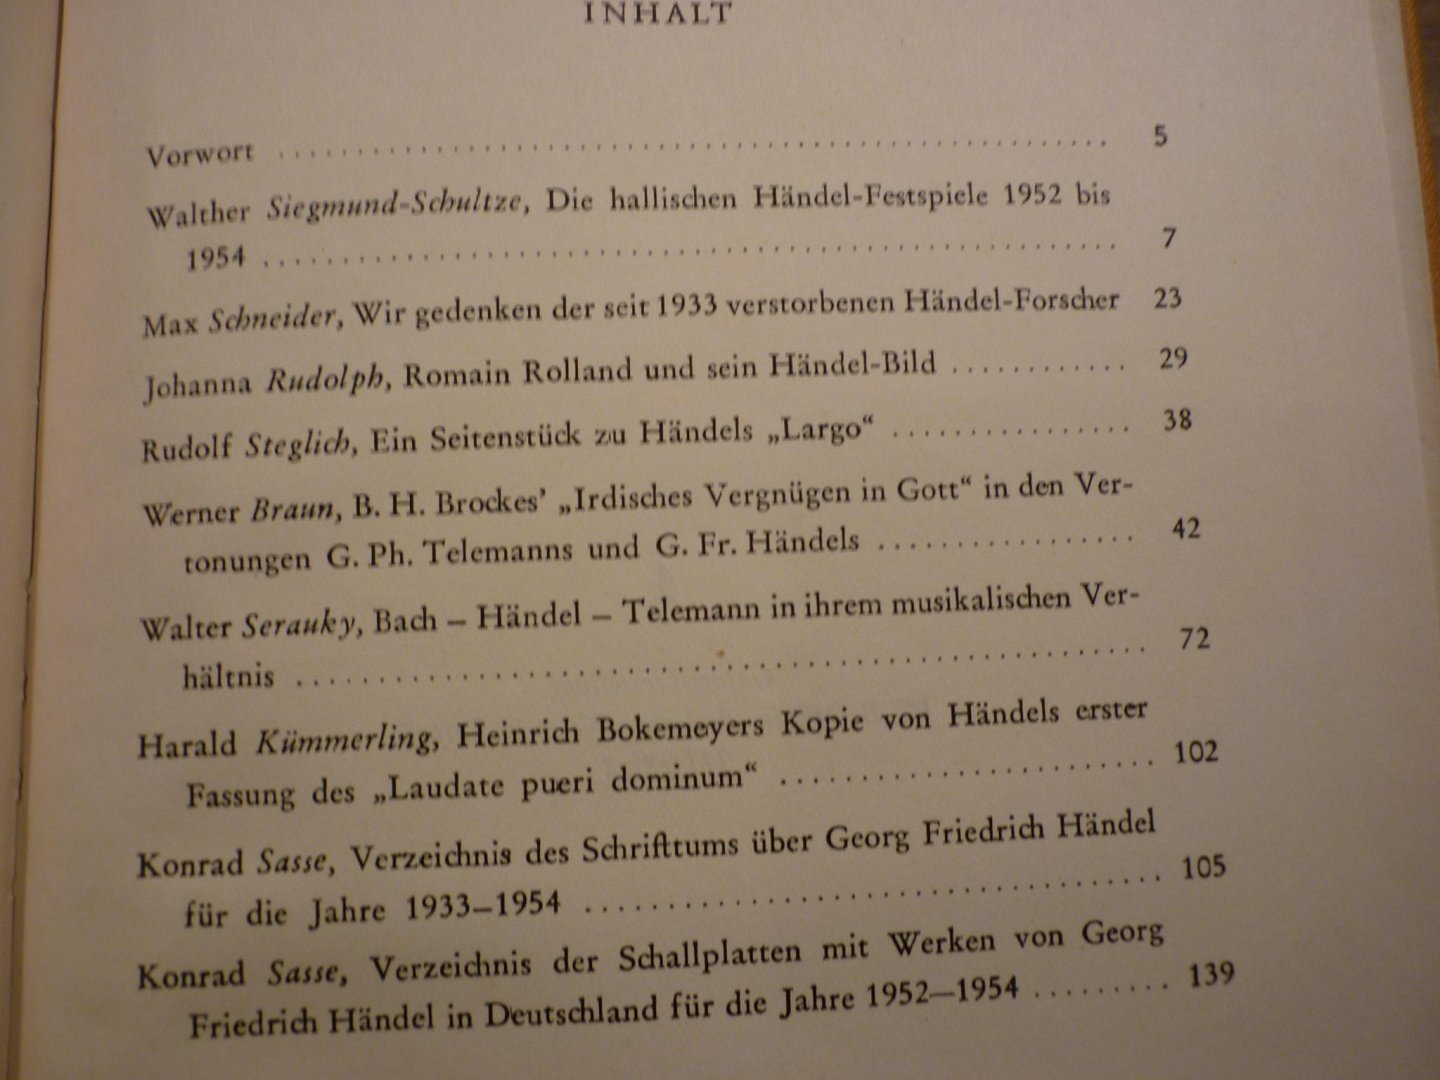 INHALT
Vorwort . . . . . . . . . . . . . . . . . . . . . . . . . . . . . . . . . . . . . . . . 5
Walther Siegmund-Schultze, Die hallischen Händel-Festspiele 1952 bis
1954 . . . . . . . . . . . . . . . . . . . . . . . . . . . . . . . . . . . . . . . . 7
Max Schneider, Wir gedenken der seit 1933 verstorbenen Händel-Forscher 23
Johanna Rudolph, Romain Rolland und sein Händel-Bild . . . . . . . . . . . . 29
Rudolf Steglich, Ein Seitenstück zu Händels „Largo“ . . . . . . . . . . . . . . . . 38
Werner Braun, B. H. Brockes’ „Irdisches Vergnügen in Gott“ in den Ver-
tonungen G. Ph. Telemanns und G. Fr. Händels . . . . . . . . . . . . . . . . 42
Walter Serauky, Bach – Händel – Telemann in ihrem musikalischen Ver-
hältnis . . . . . . . . . . . . . . . . . . . . . . . . . . . . . . . . . . . . . . . . 72
Harald Kümmerling, Heinrich Bokemeyers Kopie von Händels erster
Fassung des „Laudate pueri dominum“ . . . . . . . . . . . . . . . . . . . . . . . 102
Konrad Sasse, Verzeichnis des Schrifttums über Georg Friedrich Händel
für die Jahre 1933–1954 . . . . . . . . . . . . . . . . . . . . . . . . . . . . . . . . 105
Konrad Sasse, Verzeichnis der Schallplatten mit Werken von Georg
Friedrich Händel in Deutschland für die Jahre 1952—1954 . . . . . . . . . 139